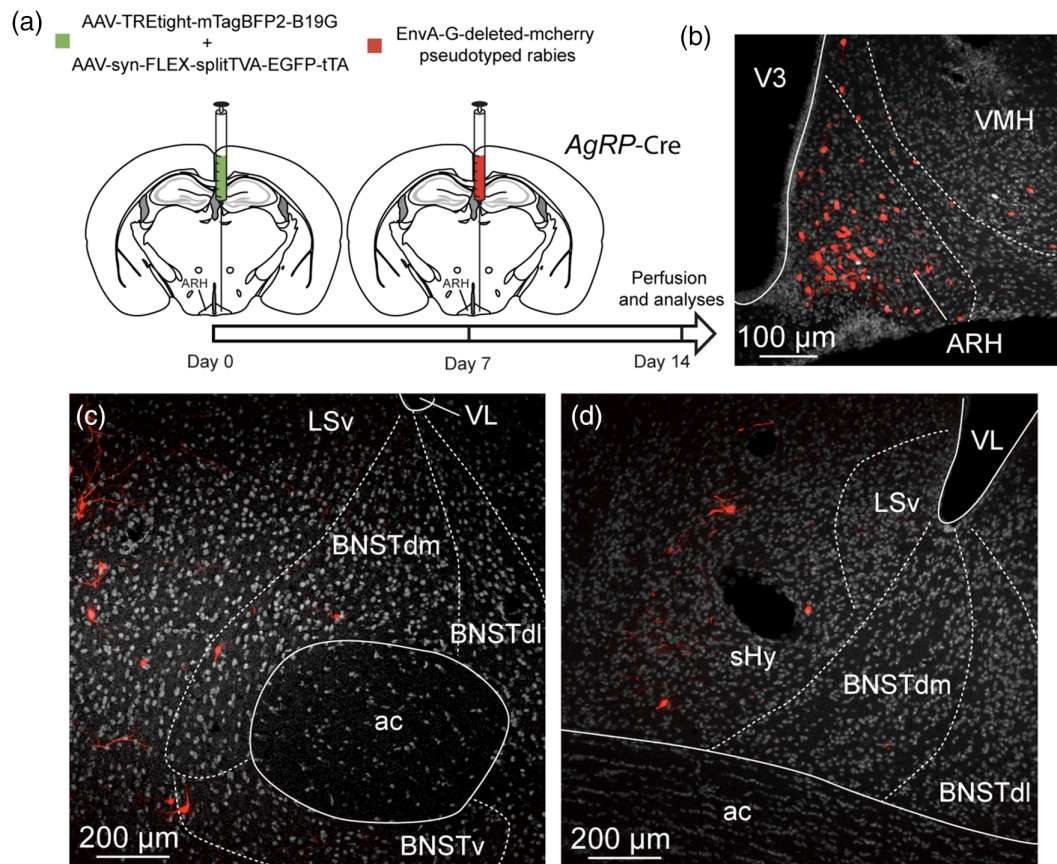 (a)
AAV-TREtight-mTagBFP2-B19G
+
AAV-syn-FLEX-splitTVA-EGFP-tTA
EnvA-G-deleted-mcherry
pseudotyped rabies
AgRP-Cre
ARH
ARH
Perfusion
and analyses
Day 0
Day 7
Day 14
(b)
V3
VMH
ARH
100 µm
(c)
LSv
VL
BNSTdm
BNSTdl
ac
BNSTv
200 µm
(d)
VL
LSv
sHy
BNSTdm
BNSTdl
ac
200 µm